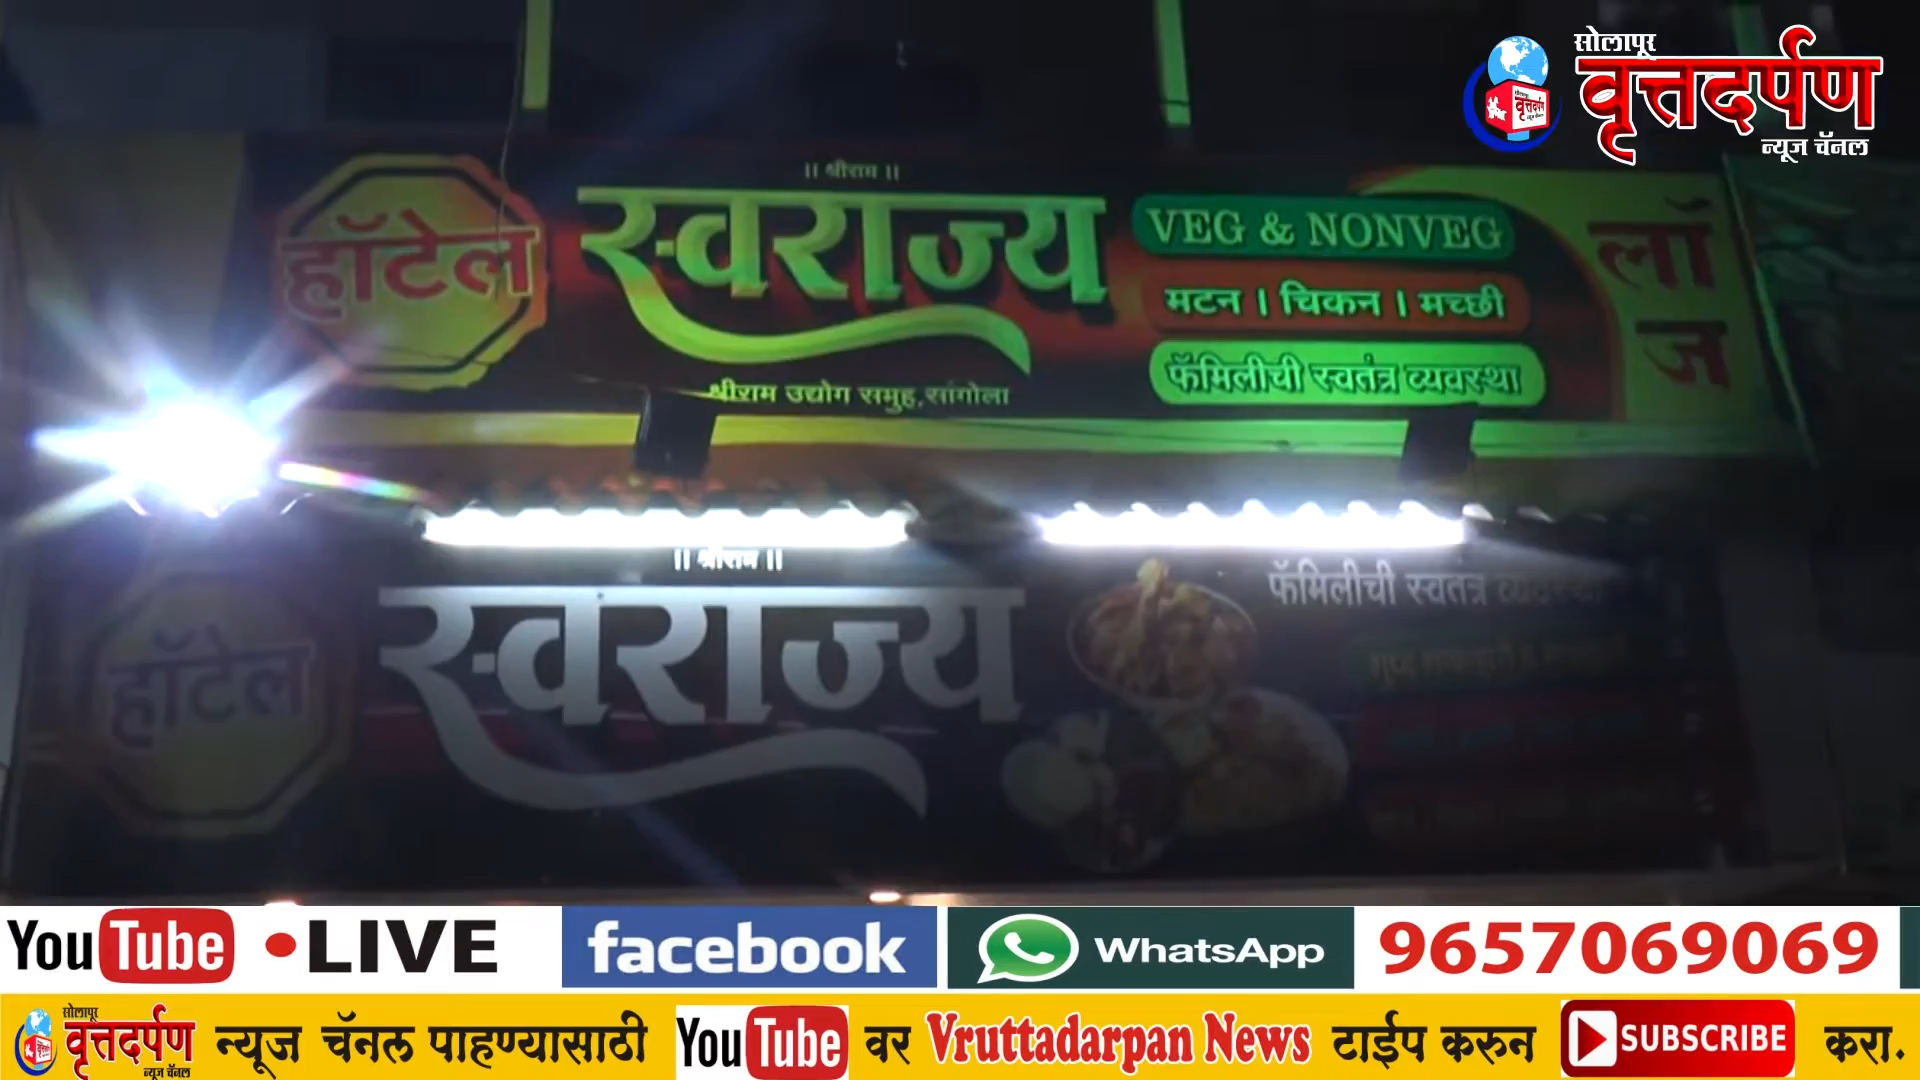 सोलापूर
वृत्तदर्पण
न्यूज चॅनल
|| श्रीराम ||
हॉटेल
स्वराज्य
VEG & NONVEG
मटन । चिकन । मच्छी
फॅमिलीची स्वतंत्र व्यवस्था
लॉज
श्रीराम उद्योग समुह,सांगोला
|| श्रीराम ||
हॉटेल
स्वराज्य
फॅमिलीची स्वतंत्र व्यवस्था
YouTube LIVE facebook WhatsApp 9657069069
सोलापूर
वृत्तदर्पण
न्यूज चॅनल
न्यूज चॅनल पाहण्यासाठी YouTube वर Vruttadarpan News टाईप करुन SUBSCRIBE करा.